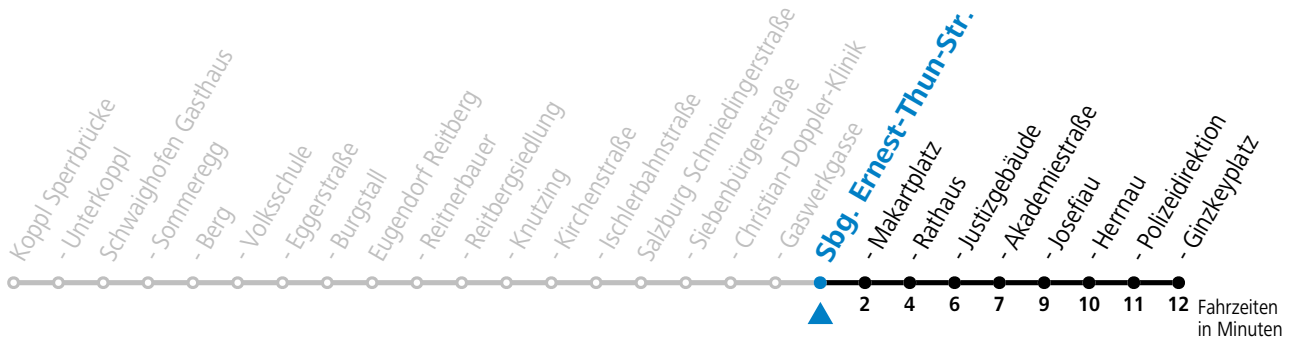 Koppl Sperrbrücke
- Unterkoppl
Schwaighofen Gasthaus
- Sommeregg
- Berg
- Volksschule
- Eggerstraße
- Burgstall
Eugendorf Reitberg
- Reitnerbauer
- Reitbergsiedlung
- Knutzing
- Kirchenstraße
- Ischlerbahnstraße
Salzburg Schmiedingerstraße
- Siebenbürgerstraße
- Christian-Doppler-Klinik
- Gaswerkgasse
Sbg. Ernest-Thun-Str.
- Makartplatz
- Rathaus
- Justizgebäude
- Akademiestraße
- Josefiau
- Herrnau
- Polizeidirektion
- Ginzkeyplatz
2 4 6 7 9 10 11 12 Fahrzeiten
in Minuten